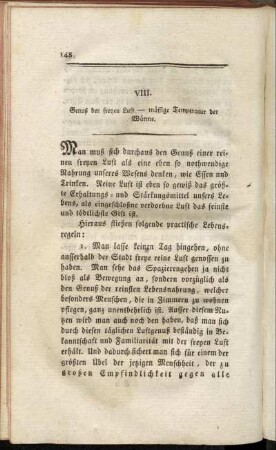 148
VIII.
Genuß der freyen Luft — mässige Temperatur der
Wärme.
Man muß sich durchaus den Genuß einer rei-
nen freyen Luft als eine eben so nothwendige
Nahrung unseres Wesens denken, wie Essen und
Trinken. Reine Luft ist eben so gewiß das größ-
te Erhaltungs- und Stärkungsmittel unsers Le-
bens, als eingeschloßne verdorbne Luft das feinste
und tödtlichste Gift ist.
Hieraus fließen folgende practische Lebens-
regeln:
1. Man lasse keinen Tag hingehen, ohne
ausserhalb der Stadt freye reine Luft genossen zu
haben. Man sehe das Spazierengehen ja nicht
bloß als Bewegung an, sondern vorzüglich als
den Genuß der reinsten Lebensnahrung, welcher
besonders Menschen, die in Zimmern zu wohnen
pflegen, ganz unentbehrlich ist. Ausser diesem Nu-
tzen wird man auch noch den haben, daß man sich
durch diesen täglichen Luftgenuß beständig in Be-
kanntschaft und Familiarität mit der freyen Luft
erhält. Und dadurch sichert man sich für einem der
größten Übel der jetzigen Menschheit, der zu
großen Empfindlichkeit gegen alle